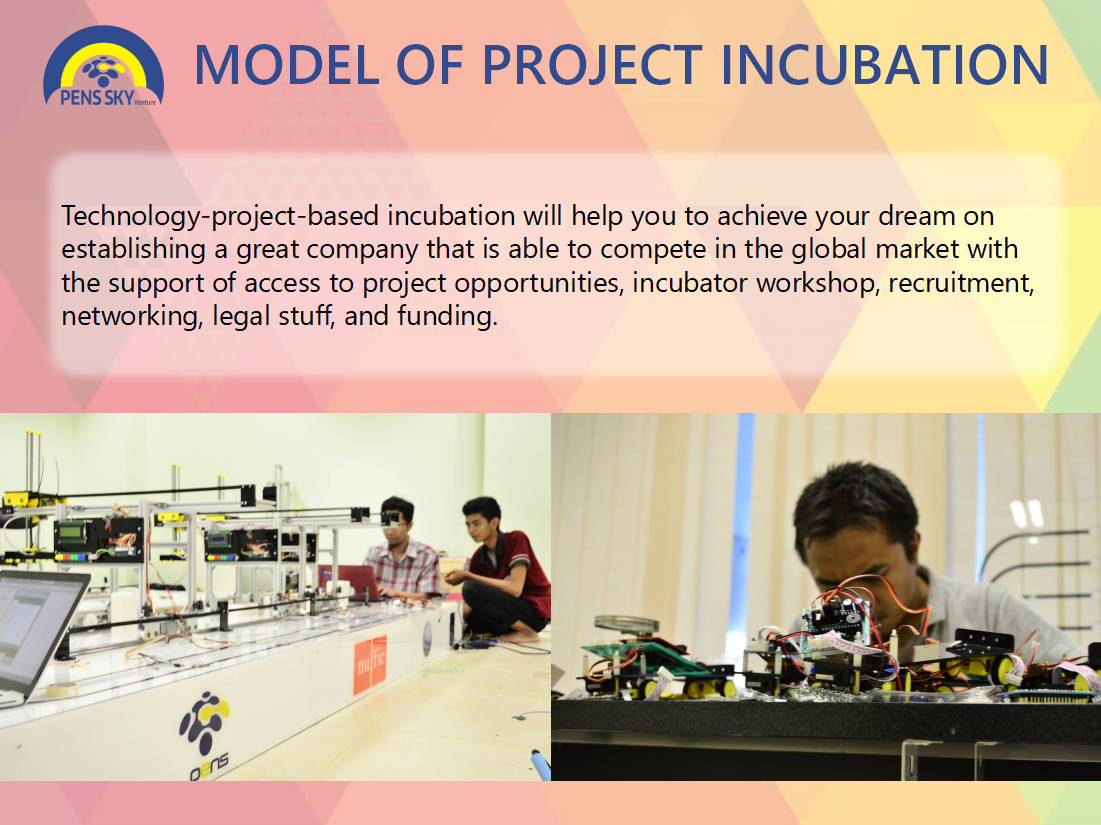 PENS SKY Venture
MODEL OF PROJECT INCUBATION
Technology-project-based incubation will help you to achieve your dream on
establishing a great company that is able to compete in the global market with
the support of access to project opportunities, incubator workshop, recruitment,
networking, legal stuff, and funding.
nuffic
PENS